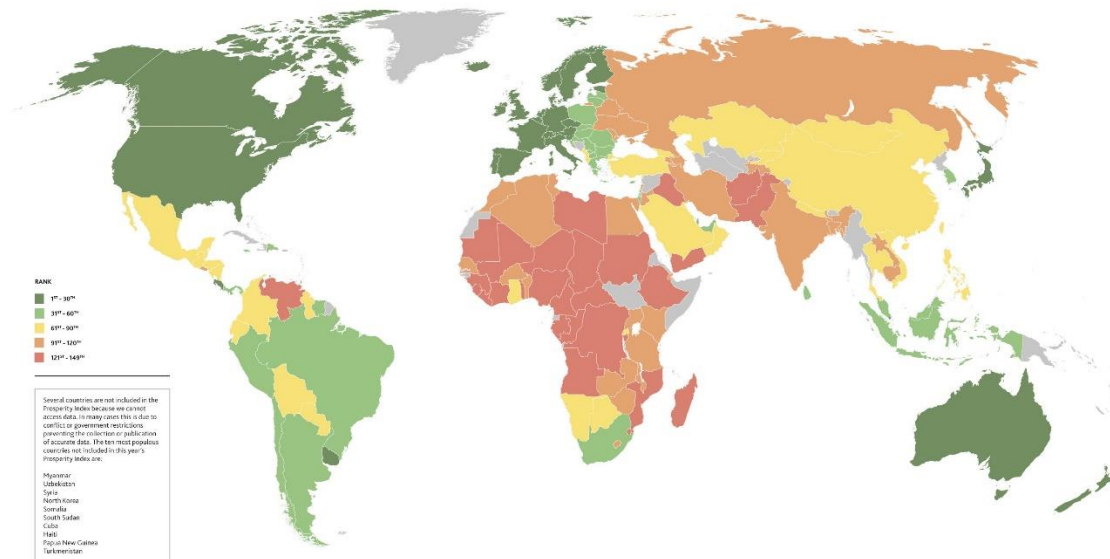 RANK
1ST - 30TH
31ST - 60TH
61ST - 90TH
91ST - 120TH
121ST - 149TH
Several countries are not included in the
Prosperity Index because we cannot
access data. In many cases this is due to
conflict or government restrictions
preventing the collection or publication
of accurate data. The ten most populous
countries not included in this year's
Prosperity Index are:
Myanmar
Uzbekistan
Syria
North Korea
Somalia
South Sudan
Cuba
Haiti
Papua New Guinea
Turkmenistan